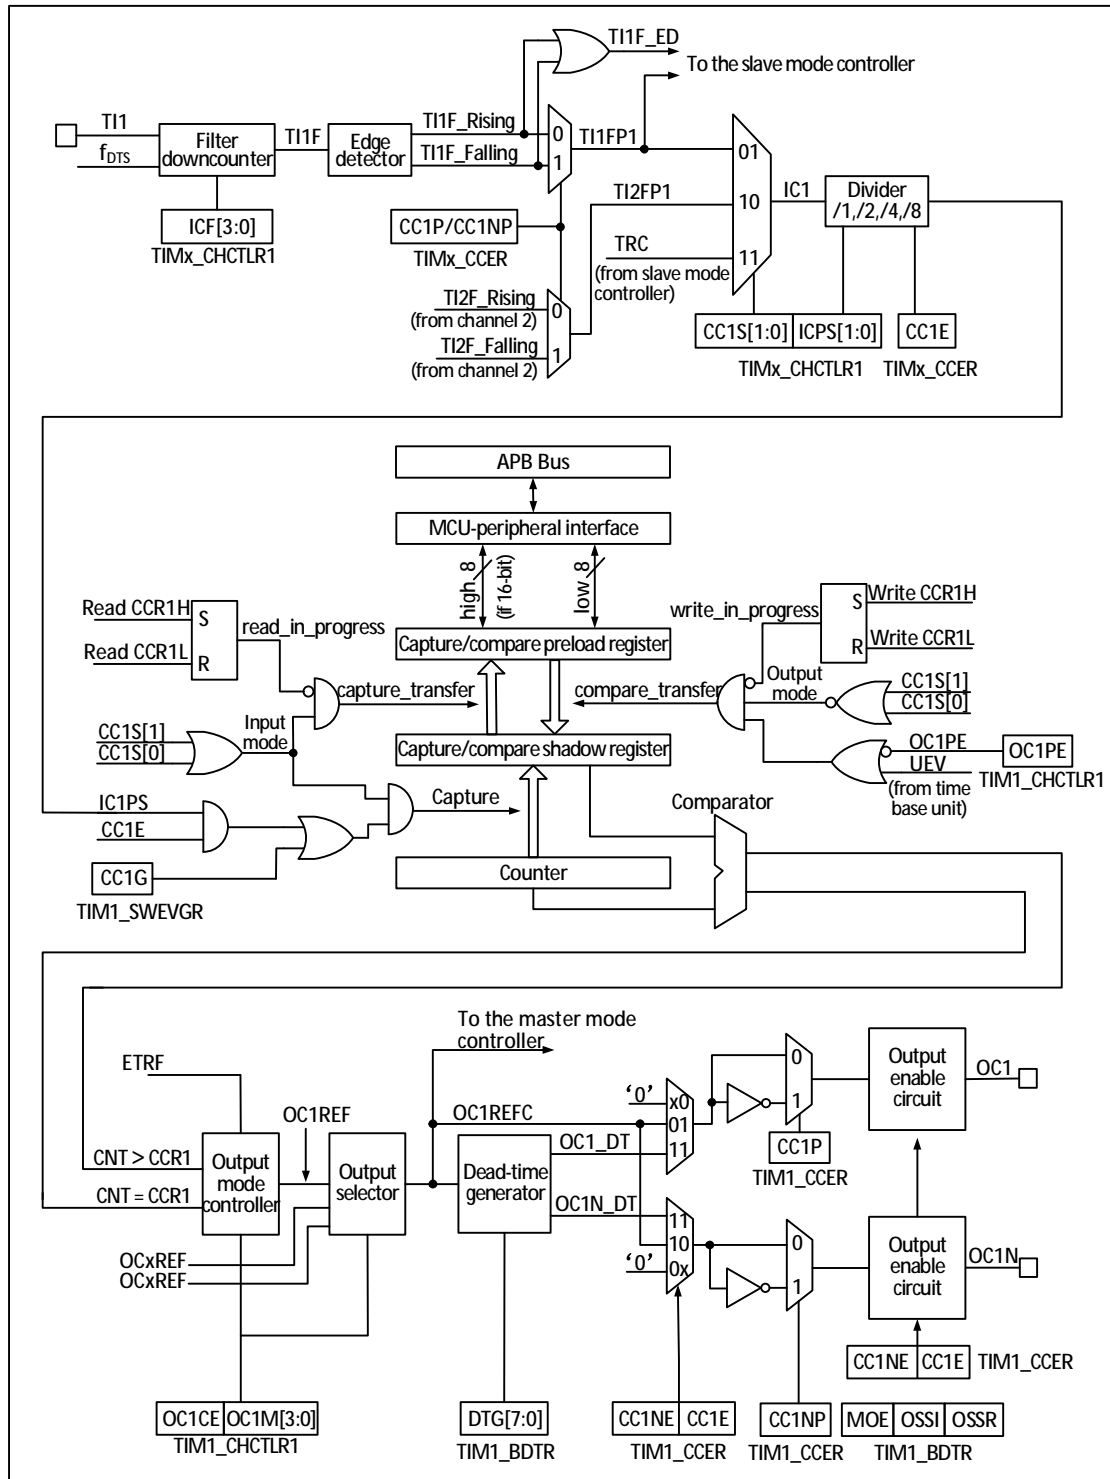 TI1F_ED
To the slave mode controller
TI1
fDTS
Filter
downcounter
TI1F
Edge
detector
TI1F_Rising
TI1F_Falling
0
1
TI1FP1
01
10
11
IC1
Divider
/1,/2,/4,/8
ICF[3:0]
TIMx_CHCTLR1
CC1P/CC1NP
TIMx_CCER
TI2FP1
TRC
(from slave mode
controller)
TI2F_Rising
(from channel 2)
TI2F_Falling
(from channel 2)
0
1
CC1S[1:0]
ICPS[1:0]
CC1E
TIMx_CHCTLR1
TIMx_CCER
APB Bus
MCU-peripheral interface
high
8
(if 16-bit)
low
8
Read CCR1H
Read CCR1L
S
R
read_in_progress
write_in_progress
S
R
Write CCR1H
Write CCR1L
Capture/compare preload register
capture_transfer
compare_transfer
Output
mode
CC1S[1]
CC1S[0]
CC1S[1]
CC1S[0]
Input
mode
Capture/compare shadow register
OC1PE
UEV
(from time
base unit)
OC1PE
TIM1_CHCTLR1
IC1PS
CC1E
CC1G
TIM1_SWEVGR
Capture
Comparator
Counter
To the master mode
controller
ETRF
OC1REF
OC1REFC
CNT > CCR1
CNT = CCR1
Output
mode
controller
Output
selector
Dead-time
generator
OC1_DT
OC1N_DT
OCxREF
OCxREF
‘0’
x0
01
11
11
10
0x
‘0’
0
1
CC1P
TIM1_CCER
0
1
Output
enable
circuit
OC1
Output
enable
circuit
OC1N
CC1NE
CC1E
TIM1_CCER
OC1CE
OC1M[3:0]
TIM1_CHCTLR1
DTG[7:0]
TIM1_BDTR
CC1NE
CC1E
TIM1_CCER
CC1NP
TIM1_CCER
MOE
OSSI
OSSR
TIM1_BDTR